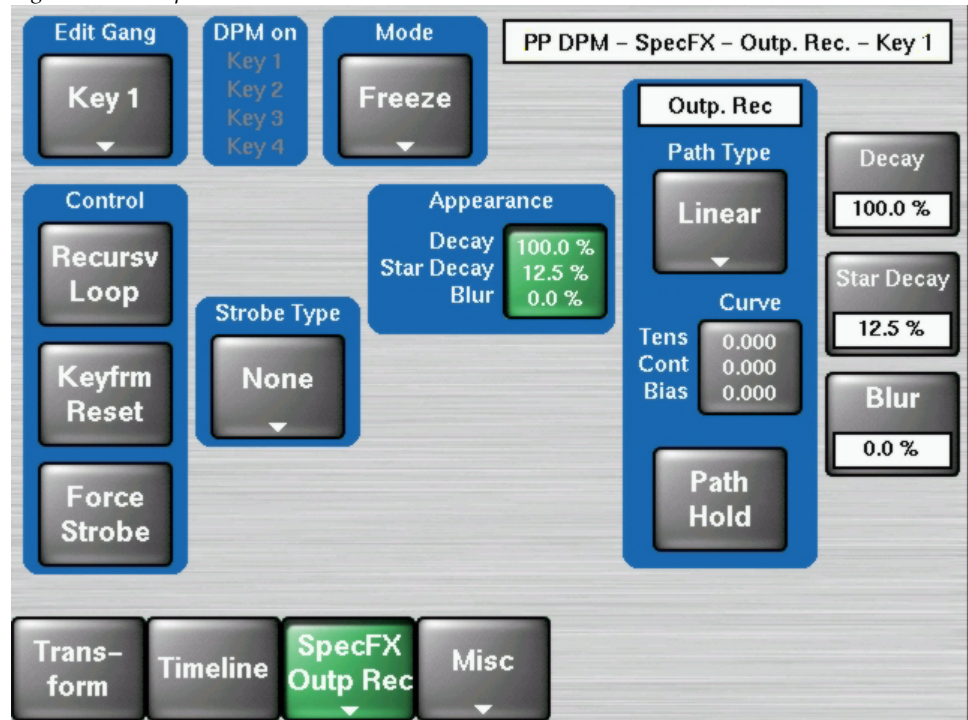 Edit Gang
Key 1
DPM on
Key 1
Key 2
Key 3
Key 4
Mode
Freeze
PP DPM – SpecFX – Outp. Rec. – Key 1
Control
Recursv
Loop
Keyfrm
Reset
Force
Strobe
Strobe Type
None
Appearance
Decay 100.0 %
Star Decay 12.5 %
Blur 0.0 %
Outp. Rec
Path Type
Linear
Curve
Tens 0.000
Cont 0.000
Bias 0.000
Path
Hold
Decay
100.0 %
Star Decay
12.5 %
Blur
0.0 %
Trans–
form
Timeline
SpecFX
Outp Rec
Misc